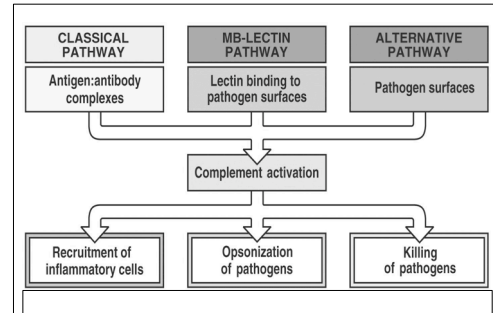 CLASSICAL
PATHWAY
MB-LECTIN
PATHWAY
ALTERNATIVE
PATHWAY
Antigen:antibody
complexes
Lectin binding to
pathogen surfaces
Pathogen surfaces
Complement activation
Recruitment of
inflammatory cells
Opsonization
of pathogens
Killing
of pathogens